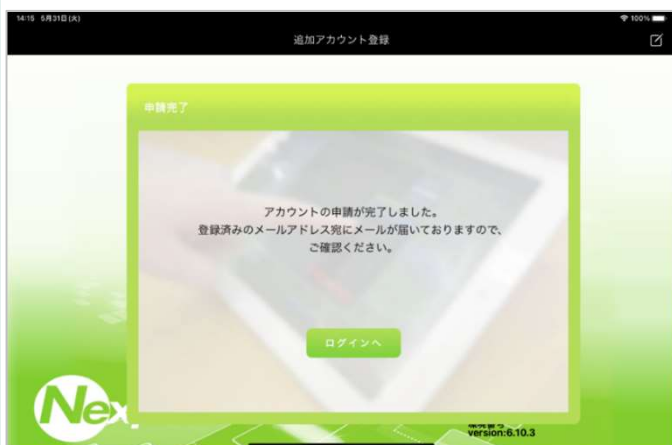 14:15 5月31日(火)
100%
追加アカウント登録
申請完了
アカウントの申請が完了しました。
登録済みのメールアドレス宛にメールが届いておりますので、
ご確認ください。
ログインへ
Nex
version:6.10.3